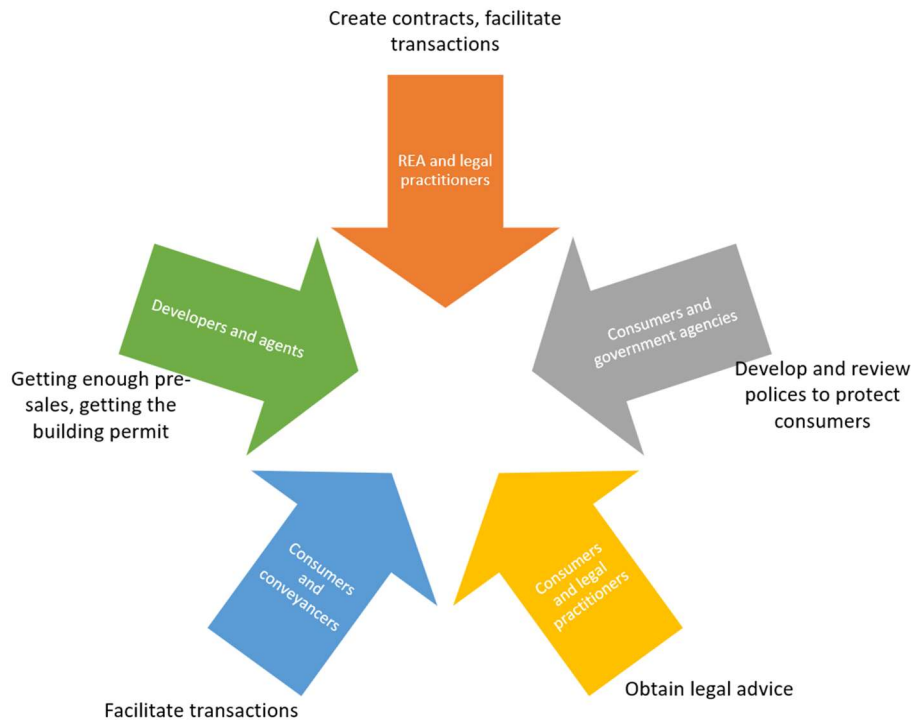 Create contracts, facilitate
transactions
REA and legal
practitioners
Developers and agents
Consumers and
government agencies
Getting enough pre-
sales, getting the
building permit
Develop and review
polices to protect
consumers
Consumers
and
conveyancers
Consumers
and legal
practitioners
Obtain legal advice
Facilitate transactions